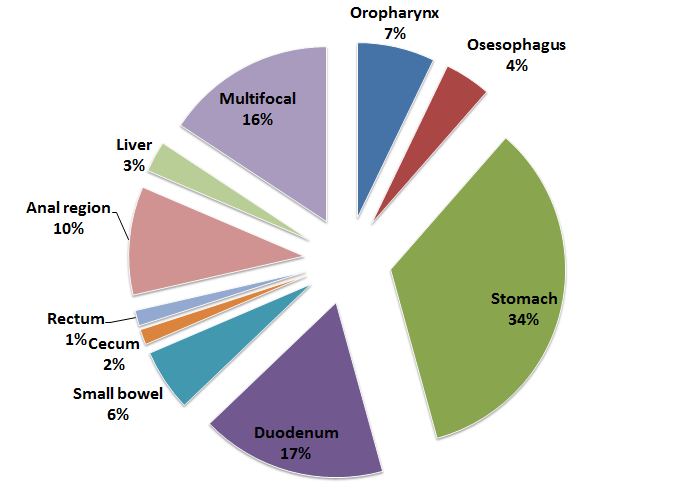 Oropharynx
7%
Osesophagus
4%
Stomach
34%
Duodenum
17%
Small bowel
6%
Cecum
2%
Rectum
1%
Anal region
10%
Liver
3%
Multifocal
16%